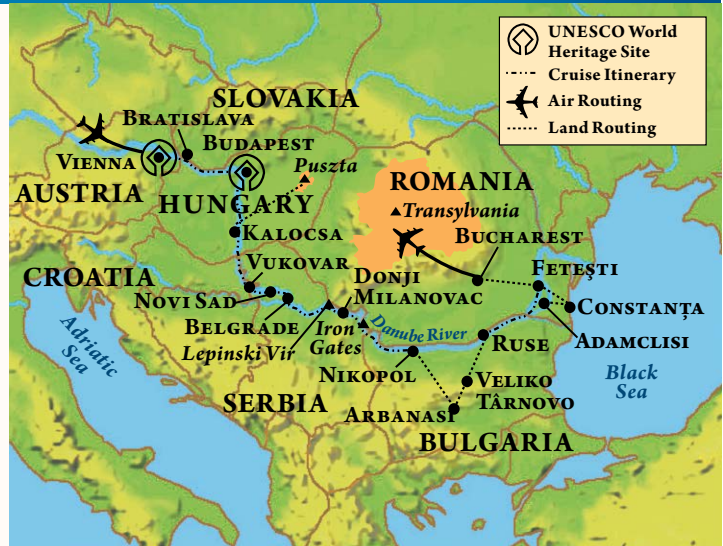 UNESCO World
Heritage Site
Cruise Itinerary
Air Routing
Land Routing
SLOVAKIA
BRATISLAVA
BUDAPEST
VIENNA
Puszta
AUSTRIA
HUNGARY
ROMANIA
Transylvania
KALOCSA
BUCHAREST
CROATIA
VUKOVAR
FETEŞTI
NOVI SAD
DONJI
MILANOVAC
CONSTANȚA
BELGRADE
Iron
Gates
Danube River
ADAMCLISI
Lepinski Vir
RUSE
Adriatic
Sea
Black
Sea
NIKOPOL
VELIKO
TÂRNOVO
SERBIA
ARBANASI
BULGARIA